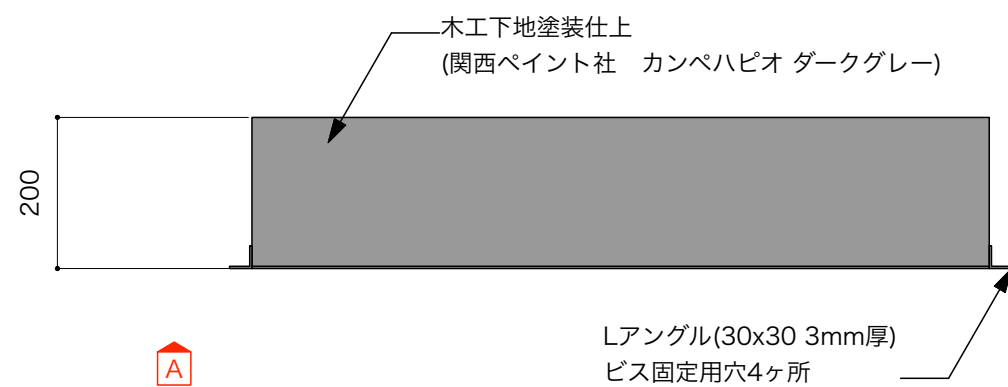 木工下地塗装仕上
(関西ペイント社　カンペハピオ ダークグレー)
200
Lアングル(30x30 3mm厚)
ビス固定用穴4ヶ所
A